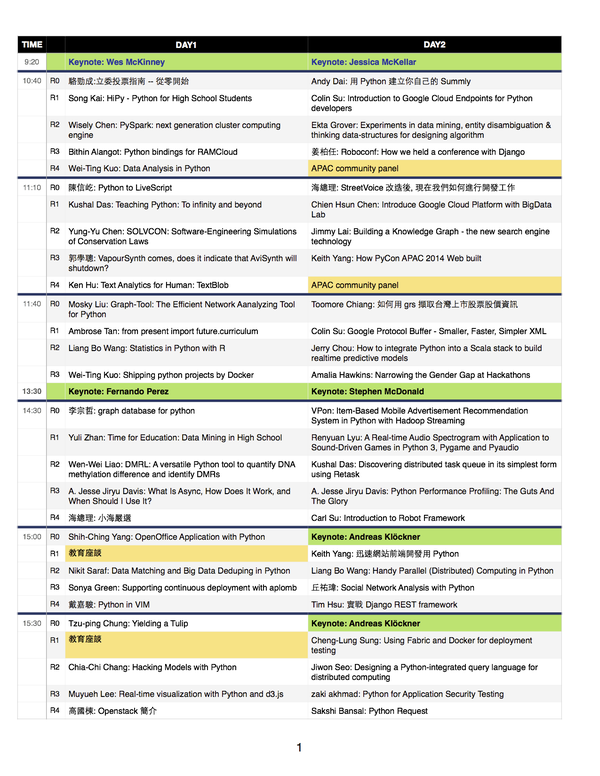 TIME DAY1 DAY2
9:20 Keynote: Wes McKinney Keynote: Jessica McKellar
10:40 R0 駱勁成:立委投票指南 -- 從零開始 Andy Dai: 用 Python 建立你自己的 Summly
R1 Song Kai: HiPy - Python for High School Students Colin Su: Introduction to Google Cloud Endpoints for Python
developers
R2 Wisely Chen: PySpark: next generation cluster computing Ekta Grover: Experiments in data mining, entity disambiguation &
engine thinking data-structures for designing algorithm
R3 Bithin Alangot: Python bindings for RAMCloud 姜柏任: Roboconf: How we held a conference with Django
R4 Wei-Ting Kuo: Data Analysis in Python APAC community panel
11:10 R0 陳信屹: Python to LiveScript 海總理: StreetVoice 改造後, 現在我們如何進行開發工作
R1 Kushal Das: Teaching Python: To infinity and beyond Chien Hsun Chen: Introduce Google Cloud Platform with BigData
Lab
R2 Yung-Yu Chen: SOLVCON: Software-Engineering Simulations Jimmy Lai: Building a Knowledge Graph - the new search engine
of Conservation Laws technology
R3 郭學聰: VapourSynth comes, does it indicate that AviSynth will Keith Yang: How PyCon APAC 2014 Web built
shutdown?
R4 Ken Hu: Text Analytics for Human: TextBlob APAC community panel
11:40 R0 Mosky Liu: Graph-Tool: The Efficient Network Aanalyzing Tool Toomore Chiang: 如何用 grs 擷取台灣上市股票股價資訊
for Python
R1 Ambrose Tan: from present import future.curriculum Colin Su: Google Protocol Buffer - Smaller, Faster, Simpler XML
R2 Liang Bo Wang: Statistics in Python with R Jerry Chou: How to integrate Python into a Scala stack to build
realtime predictive models
R3 Wei-Ting Kuo: Shipping python projects by Docker Amalia Hawkins: Narrowing the Gender Gap at Hackathons
13:30 Keynote: Fernando Perez Keynote: Stephen McDonald
14:30 R0 李宗哲: graph database for python VPon: Item-Based Mobile Advertisement Recommendation
System in Python with Hadoop Streaming
R1 Yuli Zhan: Time for Education: Data Mining in High School Renyuan Lyu: A Real-time Audio Spectrogram with Application to
Sound-Driven Games in Python 3, Pygame and Pyaudio
R2 Wen-Wei Liao: DMRL: A versatile Python tool to quantify DNA Kushal Das: Discovering distributed task queue in its simplest form
methylation difference and identify DMRs using Retask
R3 A. Jesse Jiryu Davis: What Is Async, How Does It Work, and A. Jesse Jiryu Davis: Python Performance Profiling: The Guts And
When Should I Use It? The Glory
R4 海總理: 小海嚴選 Carl Su: Introduction to Robot Framework
15:00 R0 Shih-Ching Yang: OpenOffice Application with Python Keynote: Andreas Klöckner
R1 教育座談 Keith Yang: 迅速網站前端開發用 Python
R2 Nikit Saraf: Data Matching and Big Data Deduping in Python Liang Bo Wang: Handy Parallel (Distributed) Computing in Python
R3 Sonya Green: Supporting continuous deployment with aplomb 丘祐瑋: Social Network Analysis with Python
R4 戴嘉駿: Python in VIM Tim Hsu: 實戰 Django REST framework
15:30 R0 Tzu-ping Chung: Yielding a Tulip Keynote: Andreas Klöckner
R1 教育座談 Cheng-Lung Sung: Using Fabric and Docker for deployment
testing
R2 Chia-Chi Chang: Hacking Models with Python Jiwon Seo: Designing a Python-integrated query language for
distributed computing
R3 Muyueh Lee: Real-time visualization with Python and d3.js zaki akhmad: Python for Application Security Testing
R4 高國棟: Openstack 簡介 Sakshi Bansal: Python Request
1